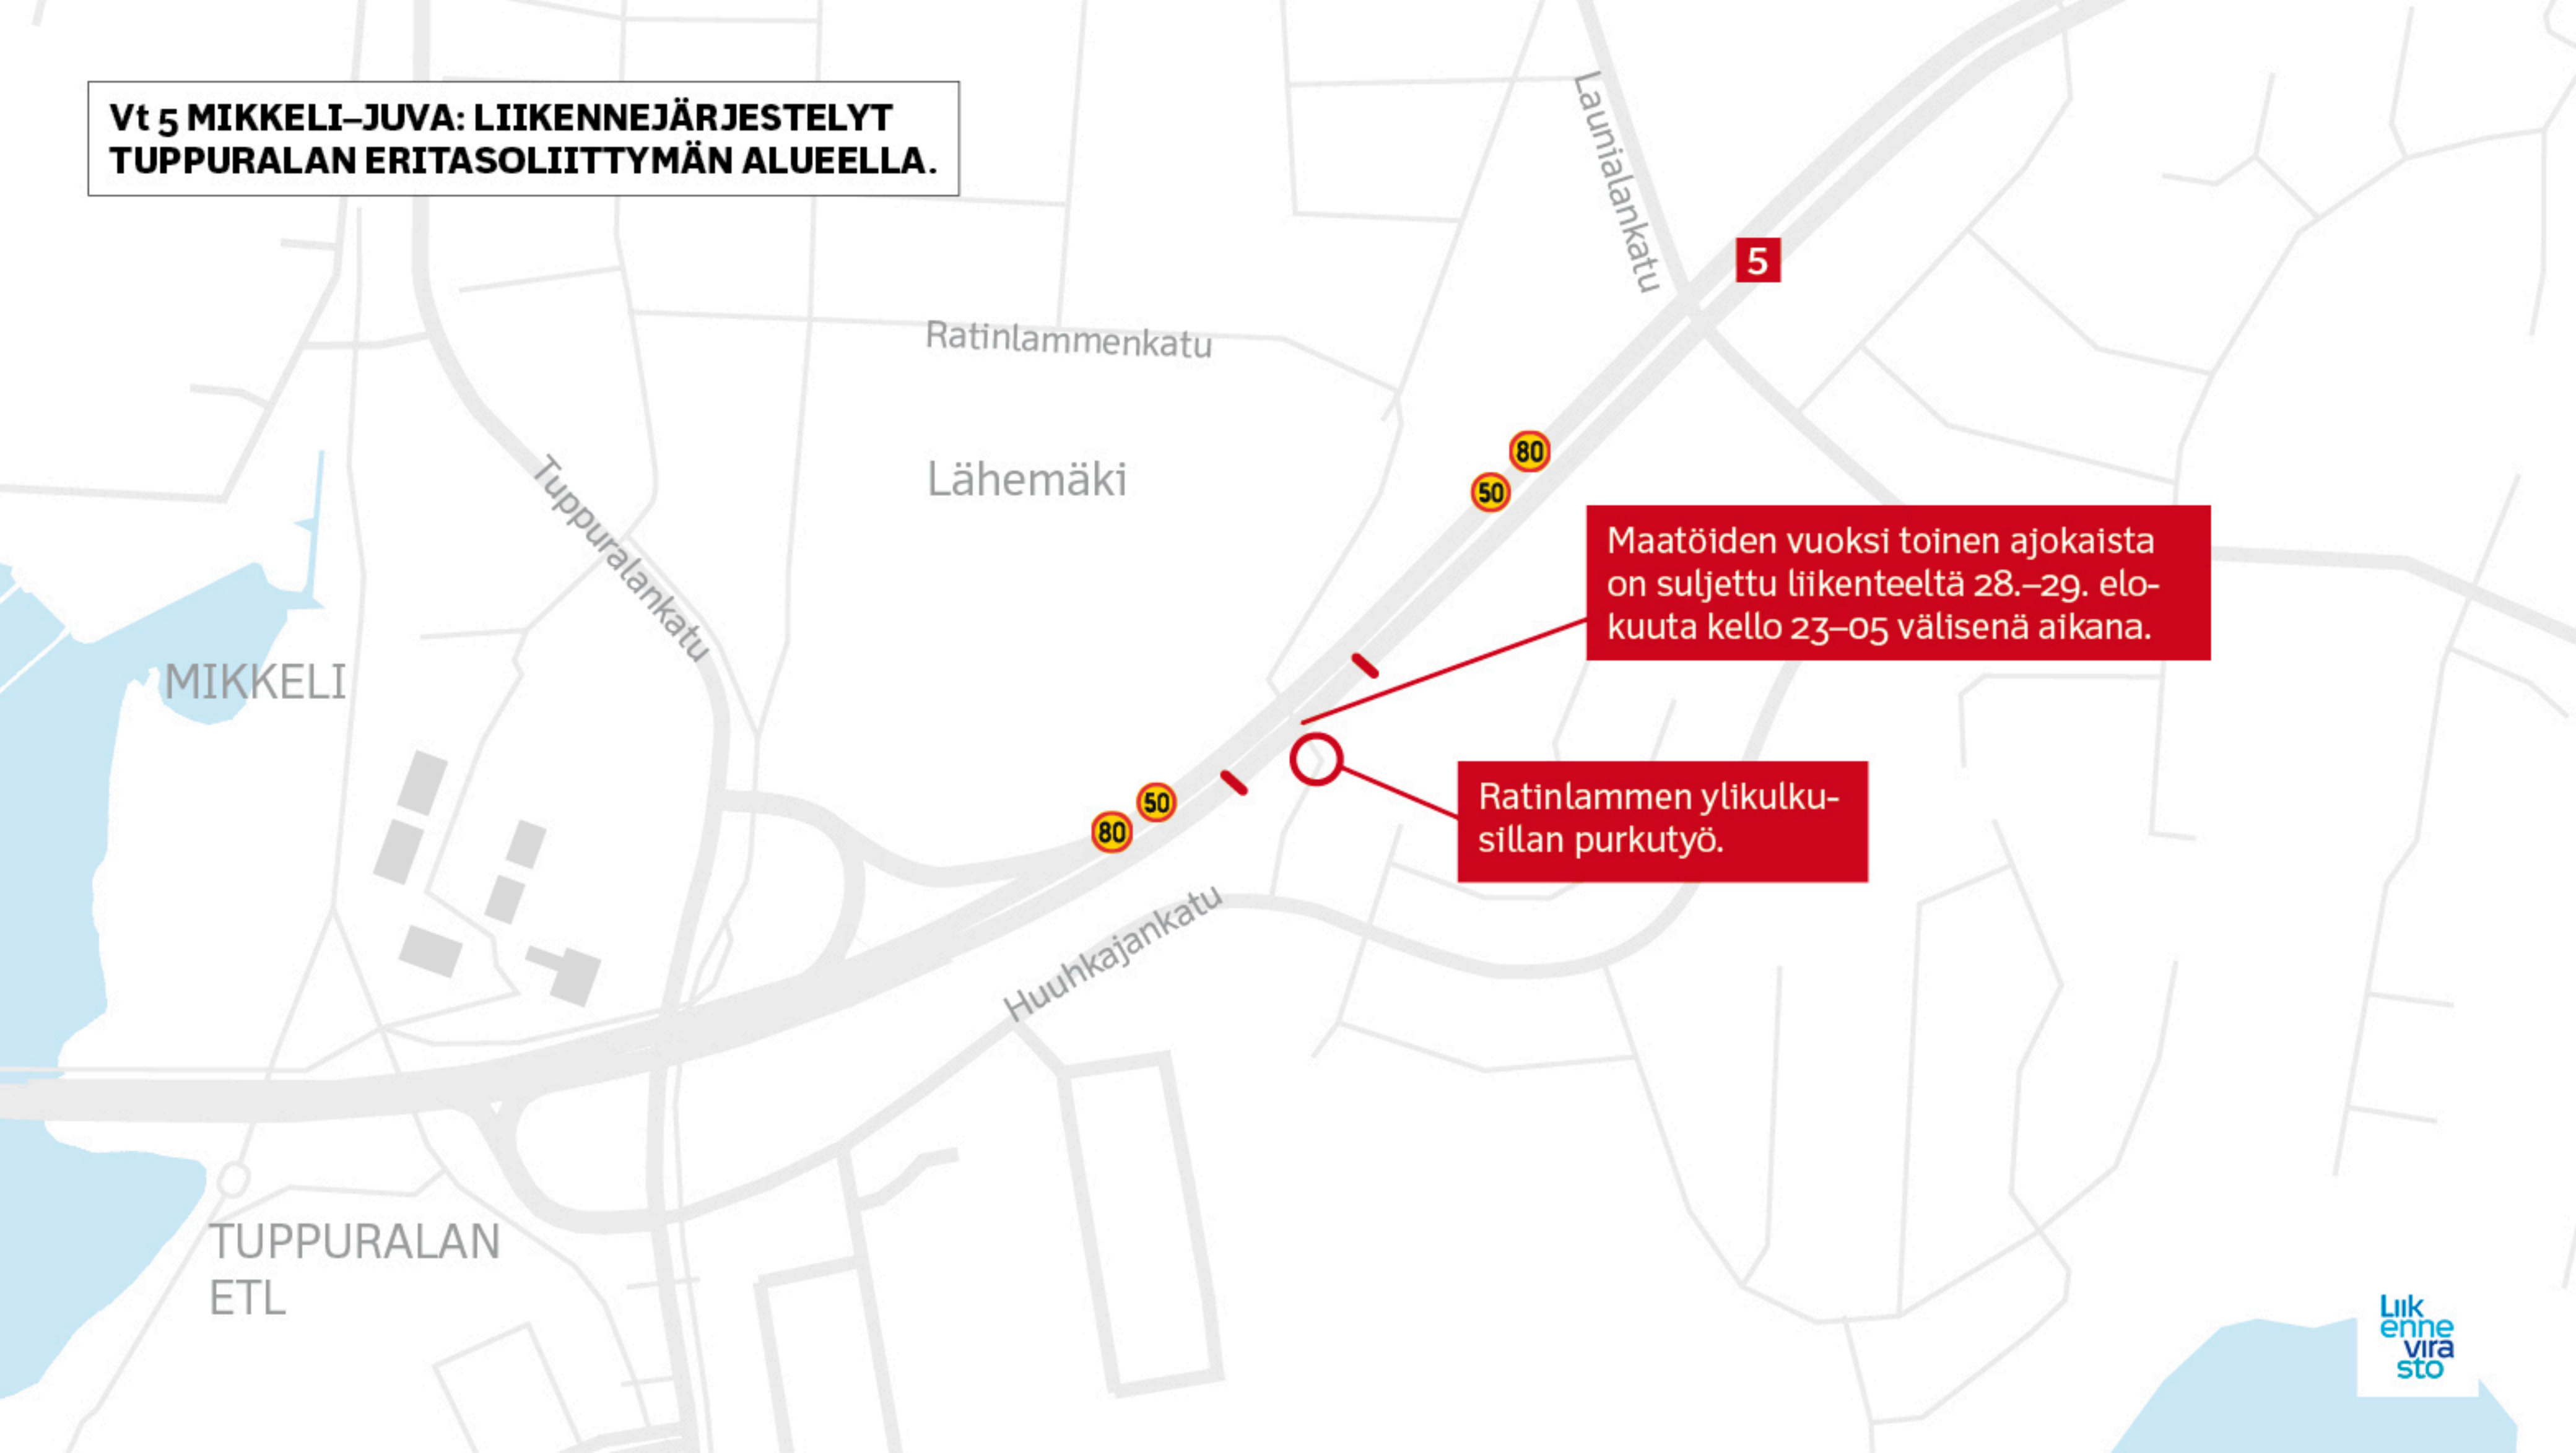 Vt 5 MIKKELI–JUVA: LIIKENNEJÄRJESTELYT
TUPPURALAN ERITASOLIITTYMÄN ALUEELLA.
Launialankatu
5
Ratinlammenkatu
Lähemäki
80
50
Tuppuralankatu
Maatöiden vuoksi toinen ajokaista
on suljettu liikenteeltä 28.–29. elo-
kuuta kello 23–05 välisenä aikana.
MIKKELI
50
80
Ratinlammen ylikulku-
sillan purkutyö.
Huuhkajankatu
TUPPURALAN
ETL
Liik
enne
vira
sto